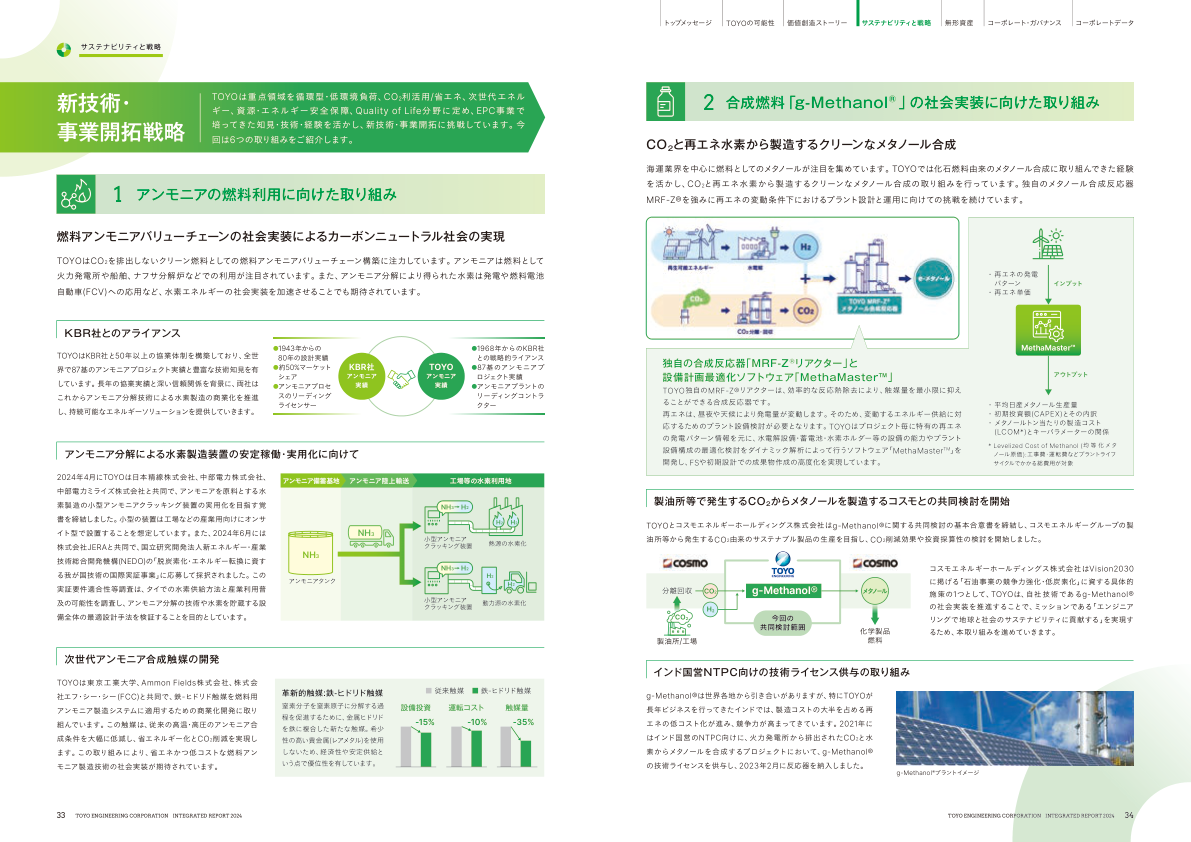 サステナビリティと戦略
新技術・
事業開拓戦略
TOYOは重点領域を循環型・低環境負荷、CO₂利活用/省エネ、次世代エネル
ギー、資源・エネルギー安全保障、Quality of Life分野に定め、EPC事業で
培ってきた知見・技術・経験を活かし、新技術・事業開拓に挑戦しています。今
回は6つの取り組みをご紹介します。
1 アンモニアの燃料利用に向けた取り組み
燃料アンモニアバリューチェーンの社会実装によるカーボンニュートラル社会の実現
TOYOはCO₂を排出しないクリーン燃料としての燃料アンモニアバリューチェーン構築に注力しています。アンモニアは燃料として
火力発電所や船舶、ナフサ分解炉などでの利用が注目されています。また、アンモニア分解により得られた水素は発電や燃料電池
自動車(FCV)への応用など、水素エネルギーの社会実装を加速させることでも期待されています。
KBR社とのアライアンス
TOYOはKBR社と50年以上の協業体制を構築しており、全世
界で87基のアンモニアプロジェクト実績と豊富な技術知見を有
しています。長年の協業実績と深い信頼関係を背景に、両社は
これからアンモニア分解技術による水素製造の商業化を推進
し、持続可能なエネルギーソリューションを提供していきます。
●1943年からの
80年の設計実績
●約50%マーケット
シェア
●アンモニアプロセ
スのリーディング
ライセンサー
KBR社
アンモニア
実績
TOYO
アンモニア
実績
●1968年からのKBR社
との戦略的ライアンス
●87基のアンモニアプ
ロジェクト実績
●アンモニアプラントの
リーディングコントラ
クター
アンモニア分解による水素製造装置の安定稼働・実用化に向けて
2024年4月にTOYOは日本精線株式会社、中部電力株式会社、
中部電力ミライズ株式会社と共同で、アンモニアを原料とする水
素製造の小型アンモニアクラッキング装置の実用化を目指す覚
書を締結しました。小型の装置は工場などの産業用向けにオンサ
イト型で設置することを想定しています。また、2024年6月には
株式会社JERAと共同で、国立研究開発法人新エネルギー・産業
技術総合開発機構(NEDO)の「脱炭素化・エネルギー転換に資す
る我が国技術の国際実証事業」に応募して採択されました。この
実証要件適合性等調査は、タイでの水素供給方法と産業利用普
及の可能性を調査し、アンモニア分解の技術や水素を貯蔵する設
備全体の最適設計手法を検証することを目的としています。
アンモニア備蓄基地
アンモニア陸上輸送
工場等の水素利用地
NH₃
アンモニアタンク
NH₃
NH₃⇒H₂
小型アンモニア
クラッキング装置
H₂
H₂
熱源の水素化
NH₃⇒H₂
小型アンモニア
クラッキング装置
H₂
動力源の水素化
次世代アンモニア合成触媒の開発
TOYOは東京工業大学、Ammon Fields株式会社、株式会
社エフ・シー・シー(FCC)と共同で、鉄-ヒドリド触媒を燃料用
アンモニア製造システムに適用するための商業化開発に取り
組んでいます。この触媒は、従来の高温・高圧のアンモニア合
成条件を大幅に低減し、省エネルギー化とCO₂削減を実現し
ます。この取り組みにより、省エネかつ低コストな燃料アン
モニア製造技術の社会実装が期待されています。
革新的触媒:鉄-ヒドリド触媒
窒素分子を窒素原子に分解する過
程を促進するために、金属ヒドリド
を鉄に複合した新たな触媒。希少
性の高い貴金属(レアメタル)を使用
しないため、経済性や安定供給と
いう点で優位性を有しています。
従来触媒
鉄-ヒドリド触媒
設備投資
-15%
運転コスト
-10%
触媒量
-35%
33 TOYO ENGINEERING CORPORATION INTEGRATED REPORT 2024
トップメッセージ
TOYOの可能性
価値創造ストーリー
サステナビリティと戦略
無形資産
コーポレート・ガバナンス
コーポレートデータ
2 合成燃料「g-Methanol®」の社会実装に向けた取り組み
CO₂と再エネ水素から製造するクリーンなメタノール合成
海運業界を中心に燃料としてのメタノールが注目を集めています。TOYOでは化石燃料由来のメタノール合成に取り組んできた経験
を活かし、CO₂と再エネ水素から製造するクリーンなメタノール合成の取り組みを行っています。独自のメタノール合成反応器
MRF-Z®を強みに再エネの変動条件下におけるプラント設計と運用に向けての挑戦を続けています。
再生可能エネルギー
水電解
H₂
CO₂
CO₂分離・回収
CO₂
TOYO MRF-Z®
メタノール合成反応器
e-メタノール
独自の合成反応器「MRF-Z®リアクター」と
設備計画最適化ソフトウェア「MethaMaster™」
TOYO独自のMRF-Z®リアクターは、効率的な反応熱除去により、触媒量を最小限に抑え
ることができる合成反応器です。
再エネは、昼夜や天候により発電量が変動します。そのため、変動するエネルギー供給に対
応するためのプラント設備検討が必要となります。TOYOはプロジェクト毎に特有の再エネ
の発電パターン情報を元に、水電解設備・蓄電池・水素ホルダー等の設備の能力やプラント
設備構成の最適化検討をダイナミック解析によって行うソフトウェア「MethaMaster™」を
開発し、FSや初期設計での成果物作成の高度化を実現しています。
・再エネの発電
パターン
・再エネ単価
インプット
MethaMaster™
アウトプット
・平均日産メタノール生産量
・初期投資額(CAPEX)とその内訳
・メタノールトン当たりの製造コスト
(LCOM*)とキーパラメーターの関係
* Levelized Cost of Methanol (均等化メタ
ノール原価)、工事費・運転費などプラントライフ
サイクルでかかる総費用が対象
製油所等で発生するCO₂からメタノールを製造するコスモとの共同検討を開始
TOYOとコスモエネルギーホールディングス株式会社はg-Methanol®に関する共同検討の基本合意書を締結し、コスモエネルギーグループの製
油所等から発生するCO₂由来のサステナブル製品の生産を目指し、CO₂削減効果や投資採算性の検討を開始しました。
COSMO
TOYO
ENGINEERING
COSMO
分離回収
CO₂
H₂
g-Methanol®
メタノール
CO₂
製油所/工場
今回の
共同検討範囲
化学製品
燃料
コスモエネルギーホールディングス株式会社はVision2030
に掲げる「石油事業の競争力強化・低炭素化」に資する具体的
施策の1つとして、TOYOは、自社技術であるg-Methanol®
の社会実装を推進することで、ミッションである「エンジニア
リングで地球と社会のサステナビリティに貢献する」を実現す
るため、本取り組みを進めていきます。
インド国営NTPC向けの技術ライセンス供与の取り組み
g-Methanol®は世界各地から引き合いがありますが、特にTOYOが
長年ビジネスを行ってきたインドでは、製造コストの大半を占める再
エネの低コスト化が進み、競争力が高まってきています。2021年に
はインド国営のNTPC向けに、火力発電所から排出されたCO₂と水
素からメタノールを合成するプロジェクトにおいて、g-Methanol®
の技術ライセンスを供与し、2023年2月に反応器を納入しました。
g-Methanol®プラントイメージ
TOYO ENGINEERING CORPORATION INTEGRATED REPORT 2024 34